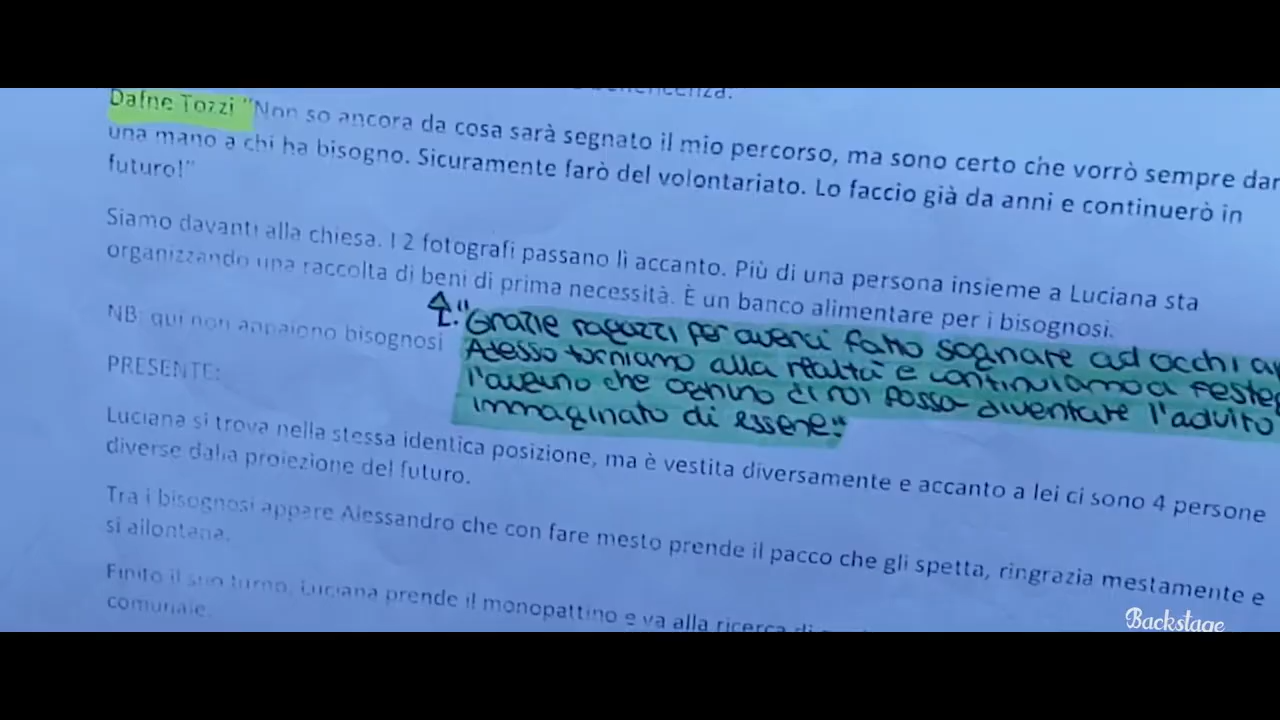 Dafne Tozzi "Non so ancora da cosa sarà segnato il mio percorso, ma sono certo che vorrò sempre dar
una mano a chi ha bisogno. Sicuramente farò del volontariato. Lo faccio già da anni e continuerò in
futuro!"
Siamo davanti alla chiesa. I 2 fotografi passano lì accanto. Più di una persona insieme a Luciana sta
organizzando una raccolta di beni di prima necessità. È un banco alimentare per i bisognosi.
NB: qui non appaiono bisognosi
"Grazie ragazzi per averci fatto sognare ad occhi
Adesso torniamo alla realtà e continuiamo a
che ognuno di noi possa diventare l'adulto
immaginato di essere."
PRESENTE:
Luciana si trova nella stessa identica posizione, ma è vestita diversamente e accanto a lei ci sono 4 persone
diverse dalla proiezione del futuro.
Tra i bisognosi appare Alessandro che con fare mesto prende il pacco che gli spetta, ringrazia mestamente e
si allontana.
Finito il suo turno, Luciana prende il monopattino e va alla ricerca di
comunale.
Backstage